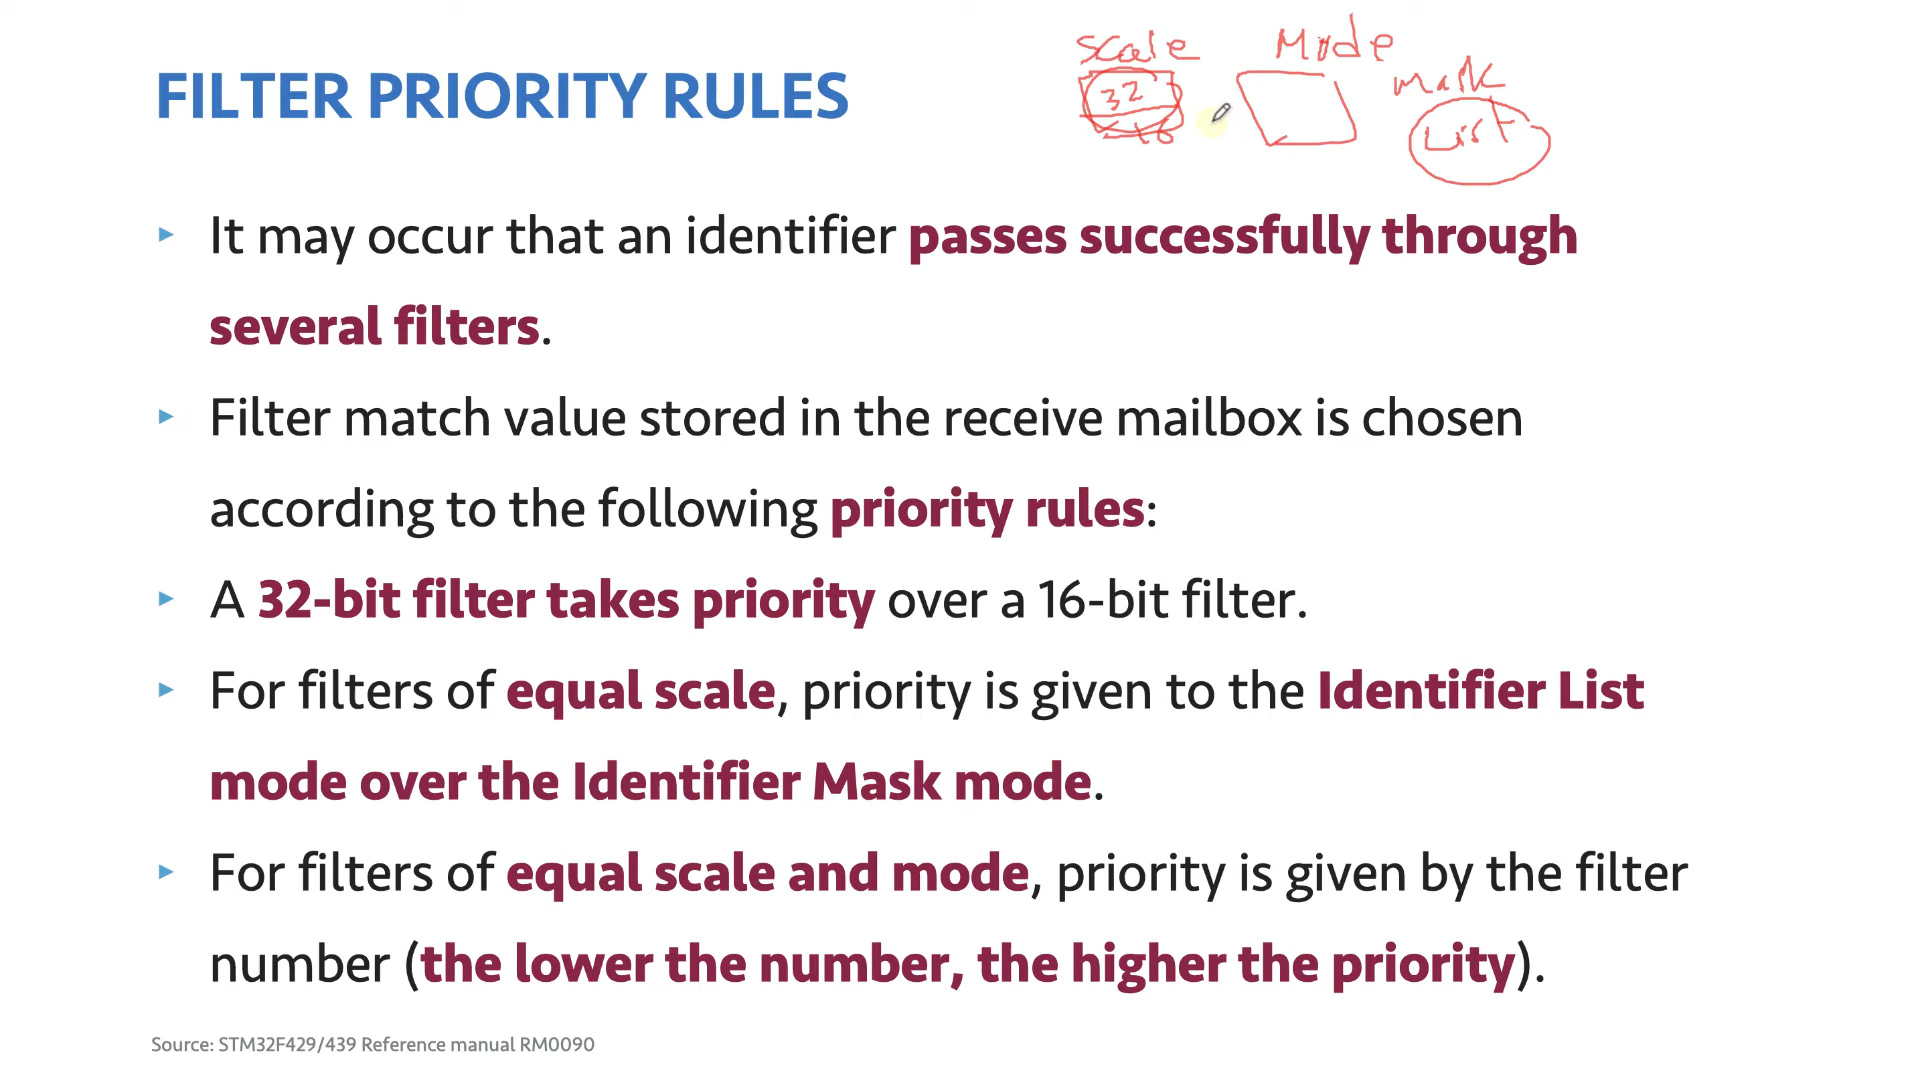 scale Mode
mask
32
List
16
FILTER PRIORITY RULES
‣ It may occur that an identifier passes successfully through
several filters.
‣ Filter match value stored in the receive mailbox is chosen
according to the following priority rules:
‣ A 32-bit filter takes priority over a 16-bit filter.
‣ For filters of equal scale, priority is given to the Identifier List
mode over the Identifier Mask mode.
‣ For filters of equal scale and mode, priority is given by the filter
number (the lower the number, the higher the priority).
Source: STM32F429/439 Reference manual RM0090